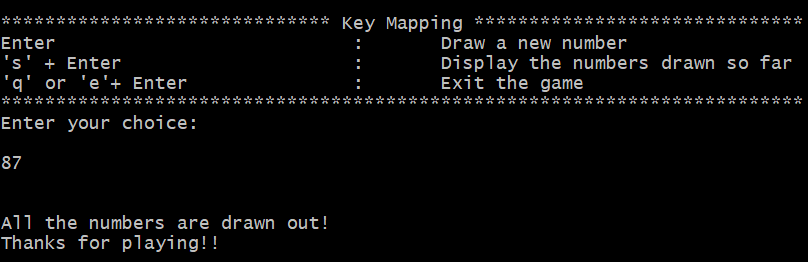 ****************************** Key Mapping ******************************
Enter : Draw a new number
's' + Enter : Display the numbers drawn so far
'q' or 'e'+ Enter : Exit the game
*************************************************************************
Enter your choice:
87
All the numbers are drawn out!
Thanks for playing!!